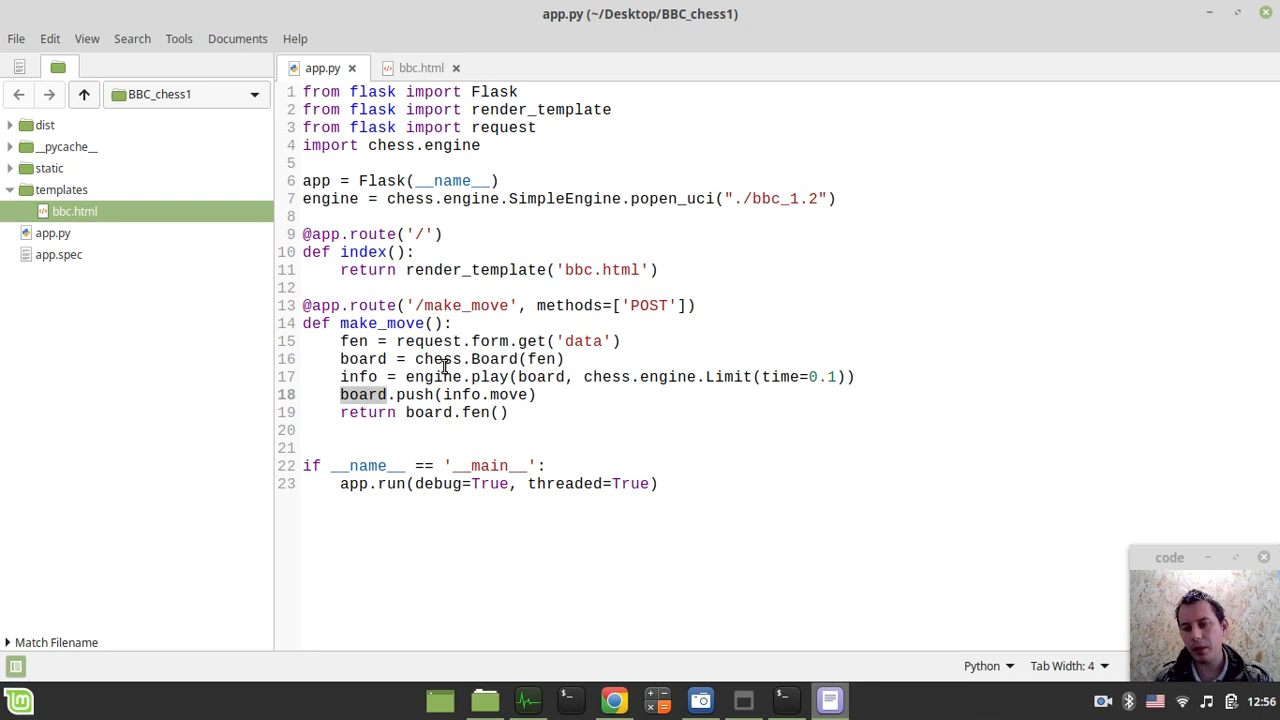 app.py (~/Desktop/BBC_chess1)
File Edit View Search Tools Documents Help
app.py
bbc.html
BBC_chess1
dist
__pycache__
static
templates
bbc.html
app.py
app.spec
1 from flask import Flask
2 from flask import render_template
3 from flask import request
4 import chess.engine
5
6 app = Flask(__name__)
7 engine = chess.engine.SimpleEngine.popen_uci("./bbc_1.2")
8
9 @app.route('/')
10 def index():
11     return render_template('bbc.html')
12
13 @app.route('/make_move', methods=['POST'])
14 def make_move():
15     fen = request.form.get('data')
16     board = chess.Board(fen)
17     info = engine.play(board, chess.engine.Limit(time=0.1))
18     board.push(info.move)
19     return board.fen()
20
21
22 if __name__ == '__main__':
23     app.run(debug=True, threaded=True)
code
Match Filename
Python Tab Width: 4
12:56